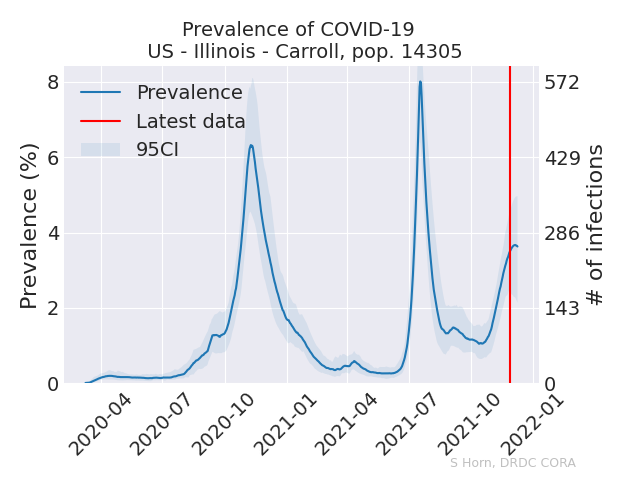 Prevalence of COVID-19
US - Illinois - Carroll, pop. 14305
Prevalence
Latest data
95CI
Prevalence (%)
8
6
4
2
0
572
429
286
143
0
# of infections
2020-04
2020-07
2020-10
2021-01
2021-04
2021-07
2021-10
2022-01
S Horn, DRDC CORA